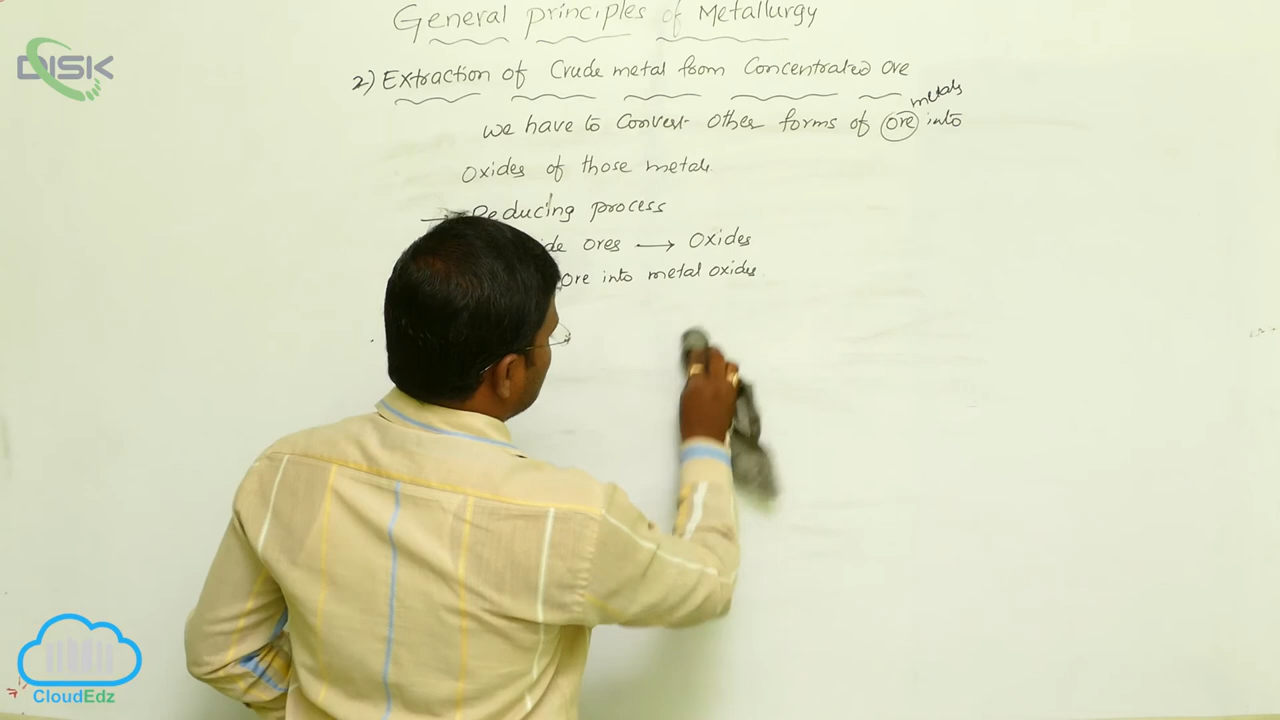 General principles of Metallurgy
DISK
2) Extraction of Crude metal from Concentrated Ore
metals
we have to Convert Other forms of ore into
Oxides of those metals.
Reducing process
ores → Oxides
ore into metal oxides
CloudEdz